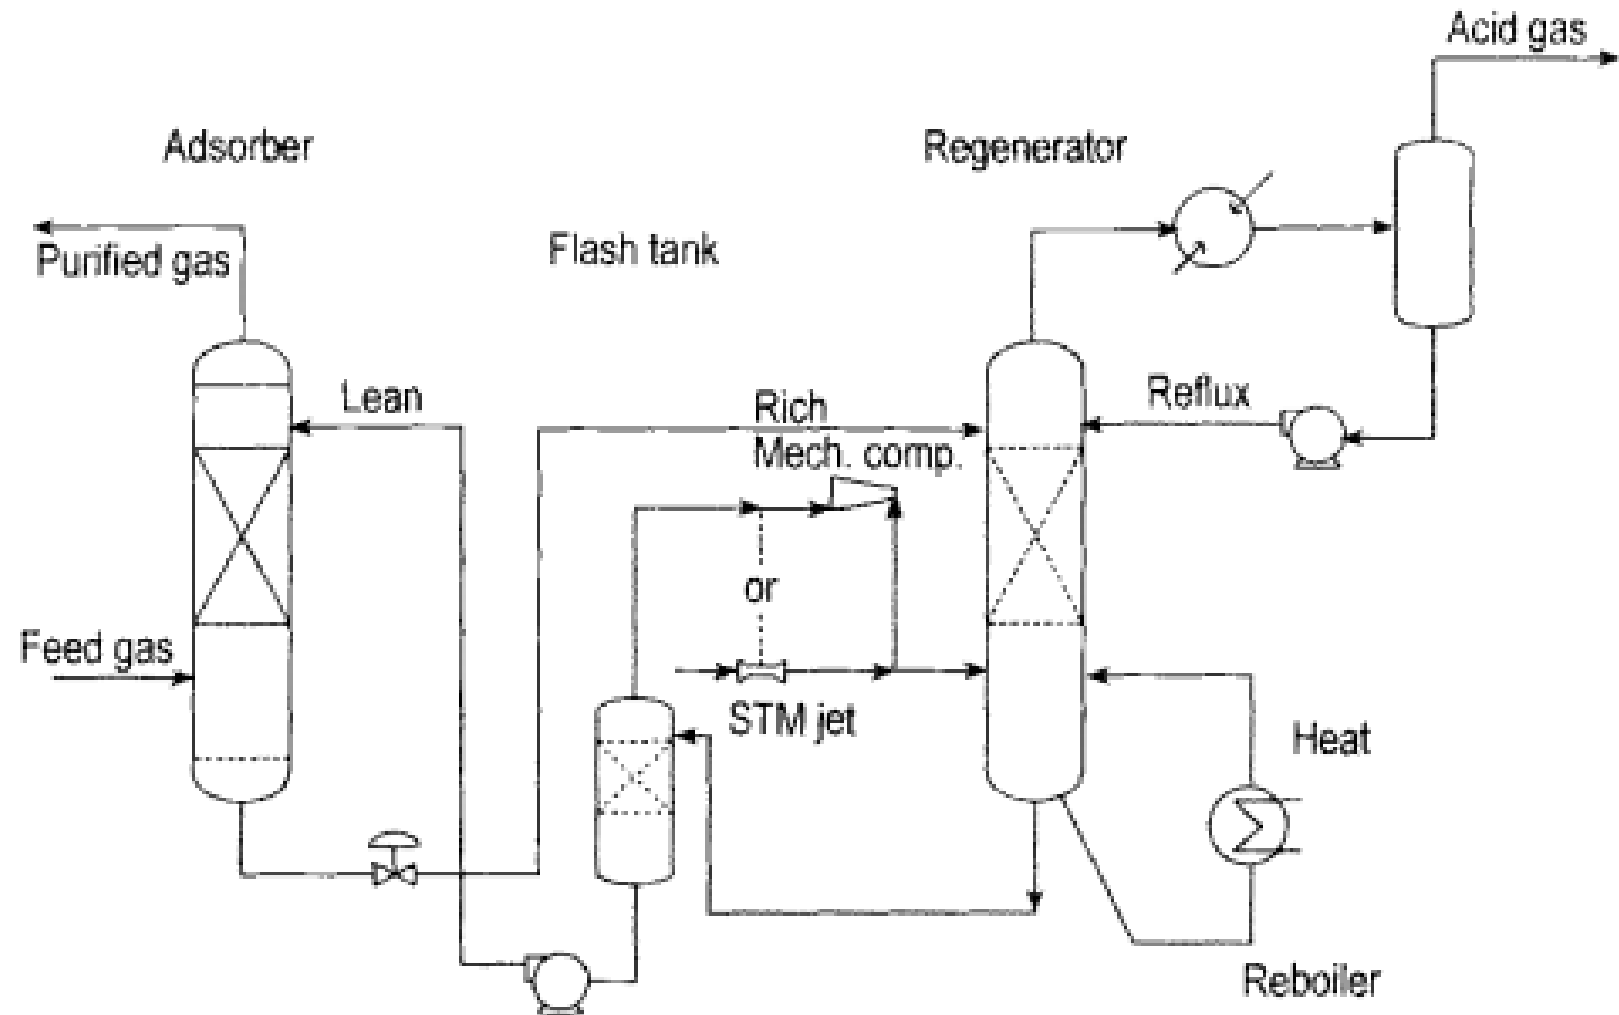 Acid gas
Adsorber
Regenerator
Purified gas
Flash tank
Lean
Rich
Reflux
Mech. comp.
or
Feed gas
STM jet
Heat
Reboiler